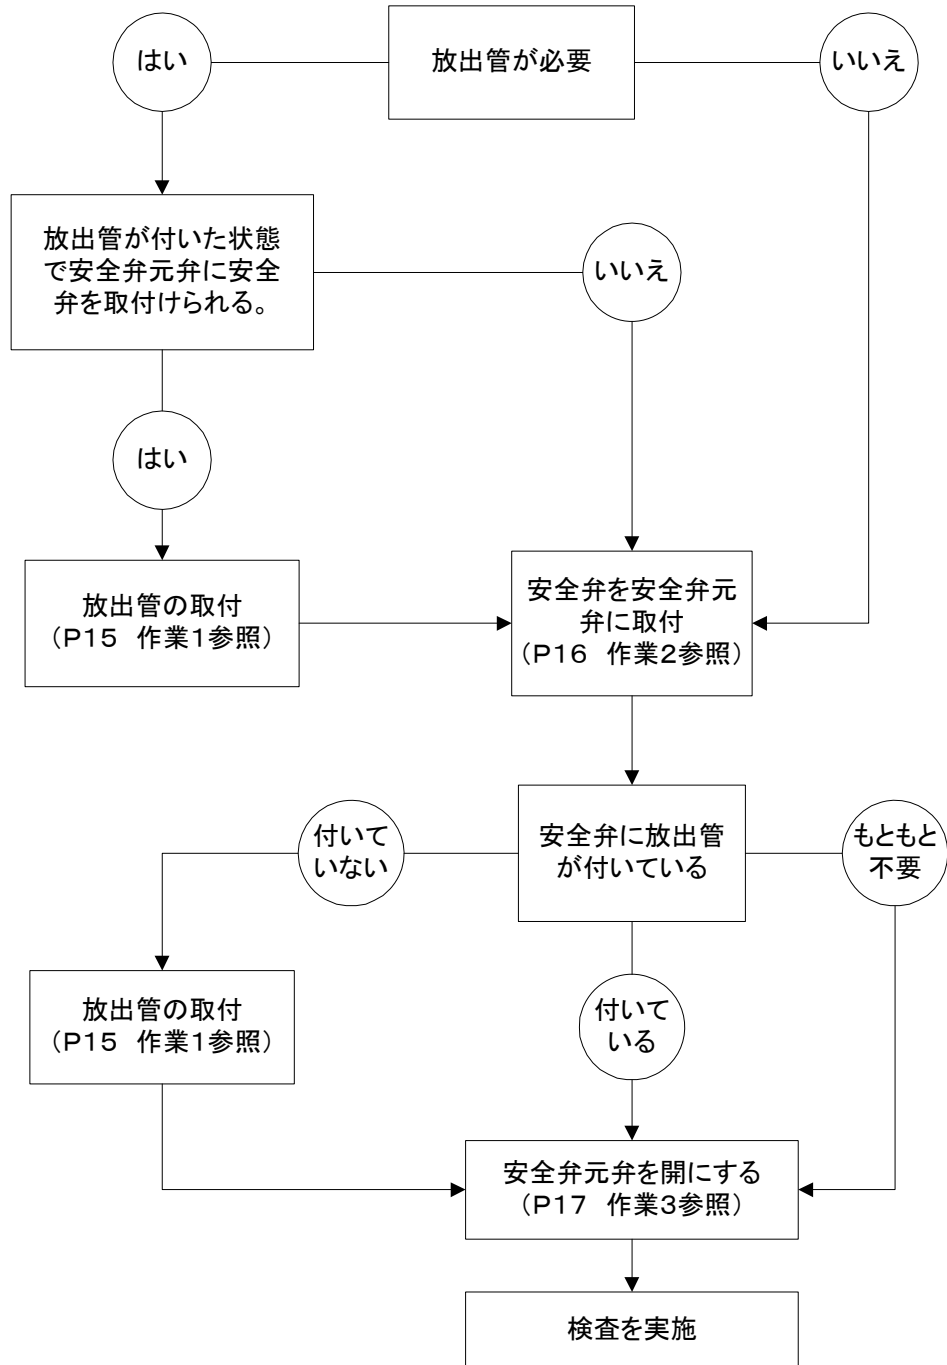 はい
放出管が必要
いいえ
放出管が付いた状態
で安全弁元弁に安全
弁を取付けられる。
いいえ
はい
放出管の取付
（P15　作業1参照）
安全弁を安全弁元
弁に取付
（P16　作業2参照）
付いて
いない
安全弁に放出管
が付いている
もともと
不要
放出管の取付
（P15　作業1参照）
付いて
いる
安全弁元弁を開にする
（P17　作業3参照）
検査を実施